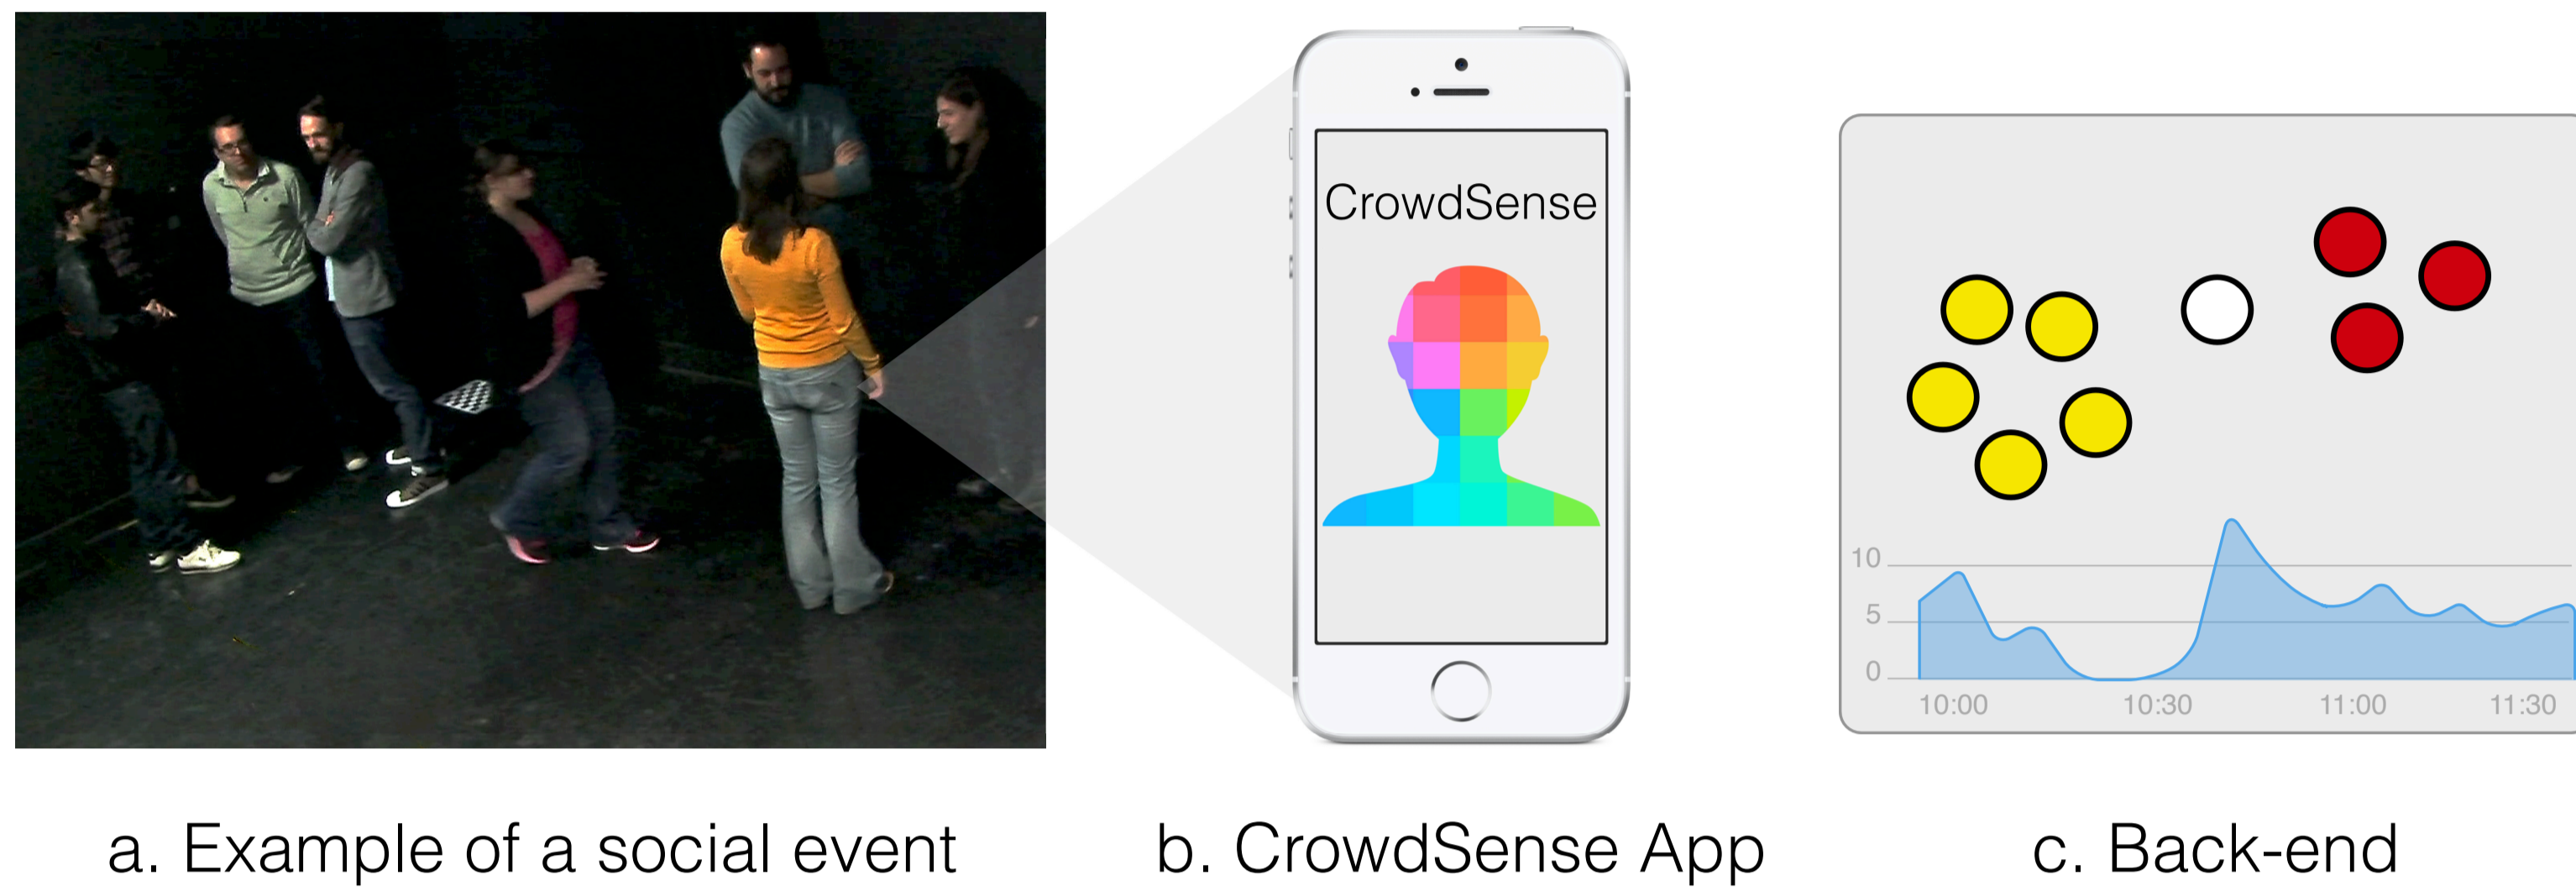 CrowdSense
10
5
0
10:00
10:30
11:00
11:30
a. Example of a social event
b. CrowdSense App
c. Back-end